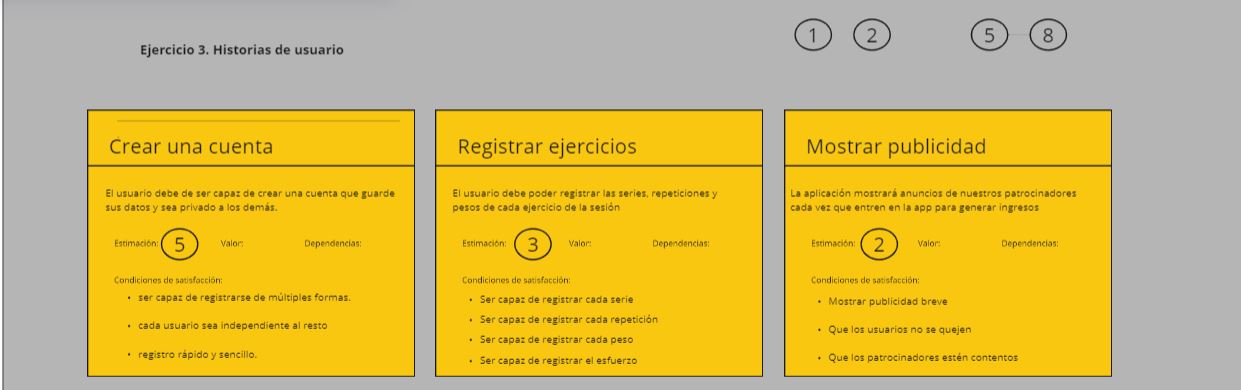 Ejercicio 3. Historias de usuario
1
2
5
8
Crear una cuenta
El usuario debe de ser capaz de crear una cuenta que guarde
sus datos y sea privado a los demás.
Estimación: 5 Valor: Dependencias:
Condiciones de satisfacción:
• ser capaz de registrarse de múltiples formas.
• cada usuario sea independiente al resto
• registro rápido y sencillo.
Registrar ejercicios
El usuario debe poder registrar las series, repeticiones y
pesos de cada ejercicio de la sesión
Estimación: 3 Valor: Dependencias:
Condiciones de satisfacción:
• Ser capaz de registrar cada serie
• Ser capaz de registrar cada repetición
• Ser capaz de registrar cada peso
• Ser capaz de registrar el esfuerzo
Mostrar publicidad
La aplicación mostrará anuncios de nuestros patrocinadores
cada vez que entren en la app para generar ingresos
Estimación: 2 Valor: Dependencias:
Condiciones de satisfacción:
• Mostrar publicidad breve
• Que los usuarios no se quejen
• Que los patrocinadores estén contentos